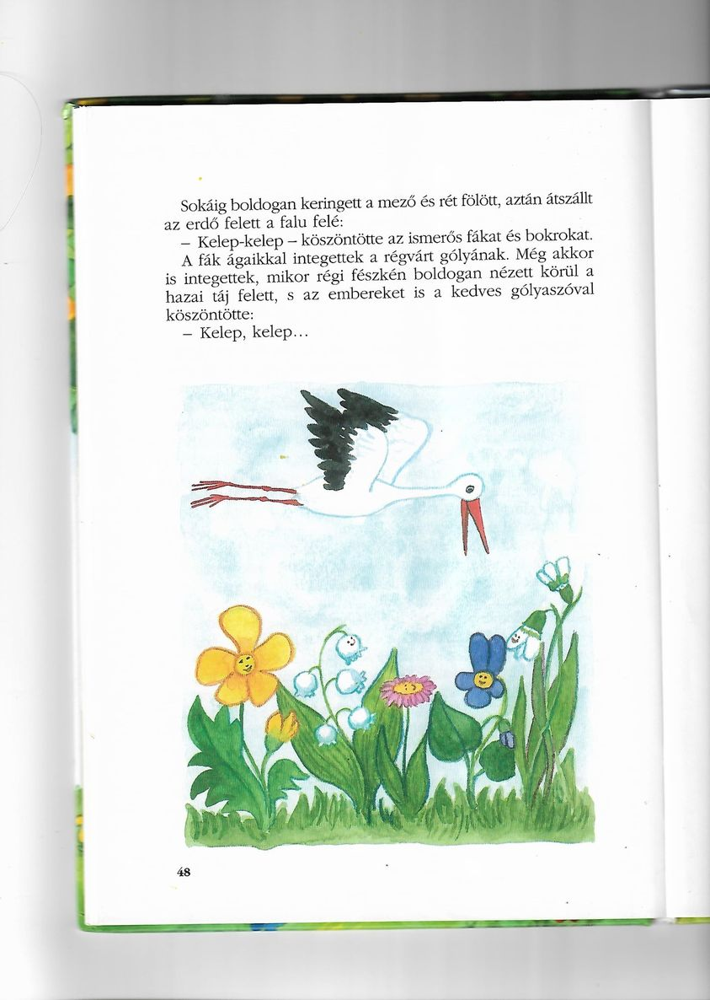 Sokáig boldogan keringett a mező és rét fölött, aztán átszállt
az erdő felett a falu felé:
– Kelep-kelep – köszöntötte az ismerős fákat és bokrokat.
A fák ágaikkal integettek a régvárt gólyának. Még akkor
is integettek, mikor régi fészkén boldogan nézett körül a
hazai táj felett, s az embereket is a kedves gólyaszóval
köszöntötte:
– Kelep, kelep...
48